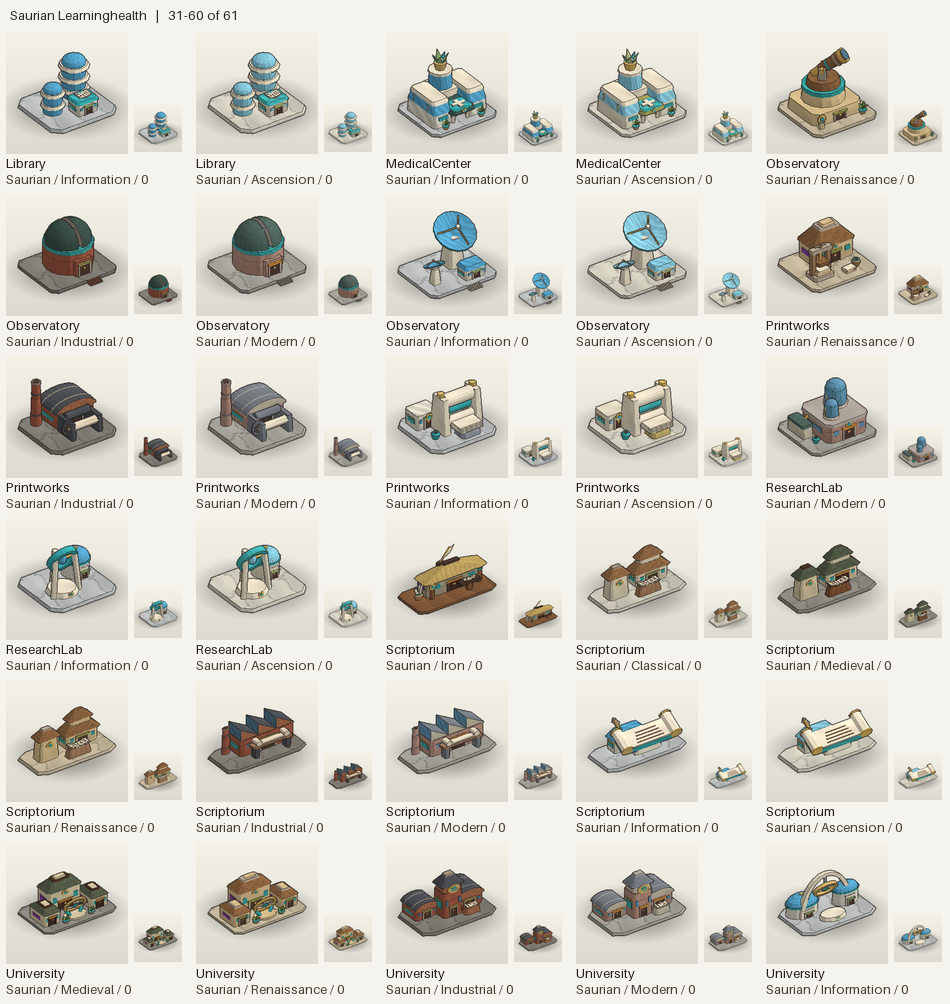 Saurian Learninghealth | 31-60 of 61
Library
Saurian / Information / 0
Library
Saurian / Ascension / 0
MedicalCenter
Saurian / Information / 0
MedicalCenter
Saurian / Ascension / 0
Observatory
Saurian / Renaissance / 0
Observatory
Saurian / Industrial / 0
Observatory
Saurian / Modern / 0
Observatory
Saurian / Information / 0
Observatory
Saurian / Ascension / 0
Printworks
Saurian / Renaissance / 0
Printworks
Saurian / Industrial / 0
Printworks
Saurian / Modern / 0
Printworks
Saurian / Information / 0
Printworks
Saurian / Ascension / 0
ResearchLab
Saurian / Modern / 0
ResearchLab
Saurian / Information / 0
ResearchLab
Saurian / Ascension / 0
Scriptorium
Saurian / Iron / 0
Scriptorium
Saurian / Classical / 0
Scriptorium
Saurian / Medieval / 0
Scriptorium
Saurian / Renaissance / 0
Scriptorium
Saurian / Industrial / 0
Scriptorium
Saurian / Modern / 0
Scriptorium
Saurian / Information / 0
Scriptorium
Saurian / Ascension / 0
University
Saurian / Medieval / 0
University
Saurian / Renaissance / 0
University
Saurian / Industrial / 0
University
Saurian / Modern / 0
University
Saurian / Information / 0